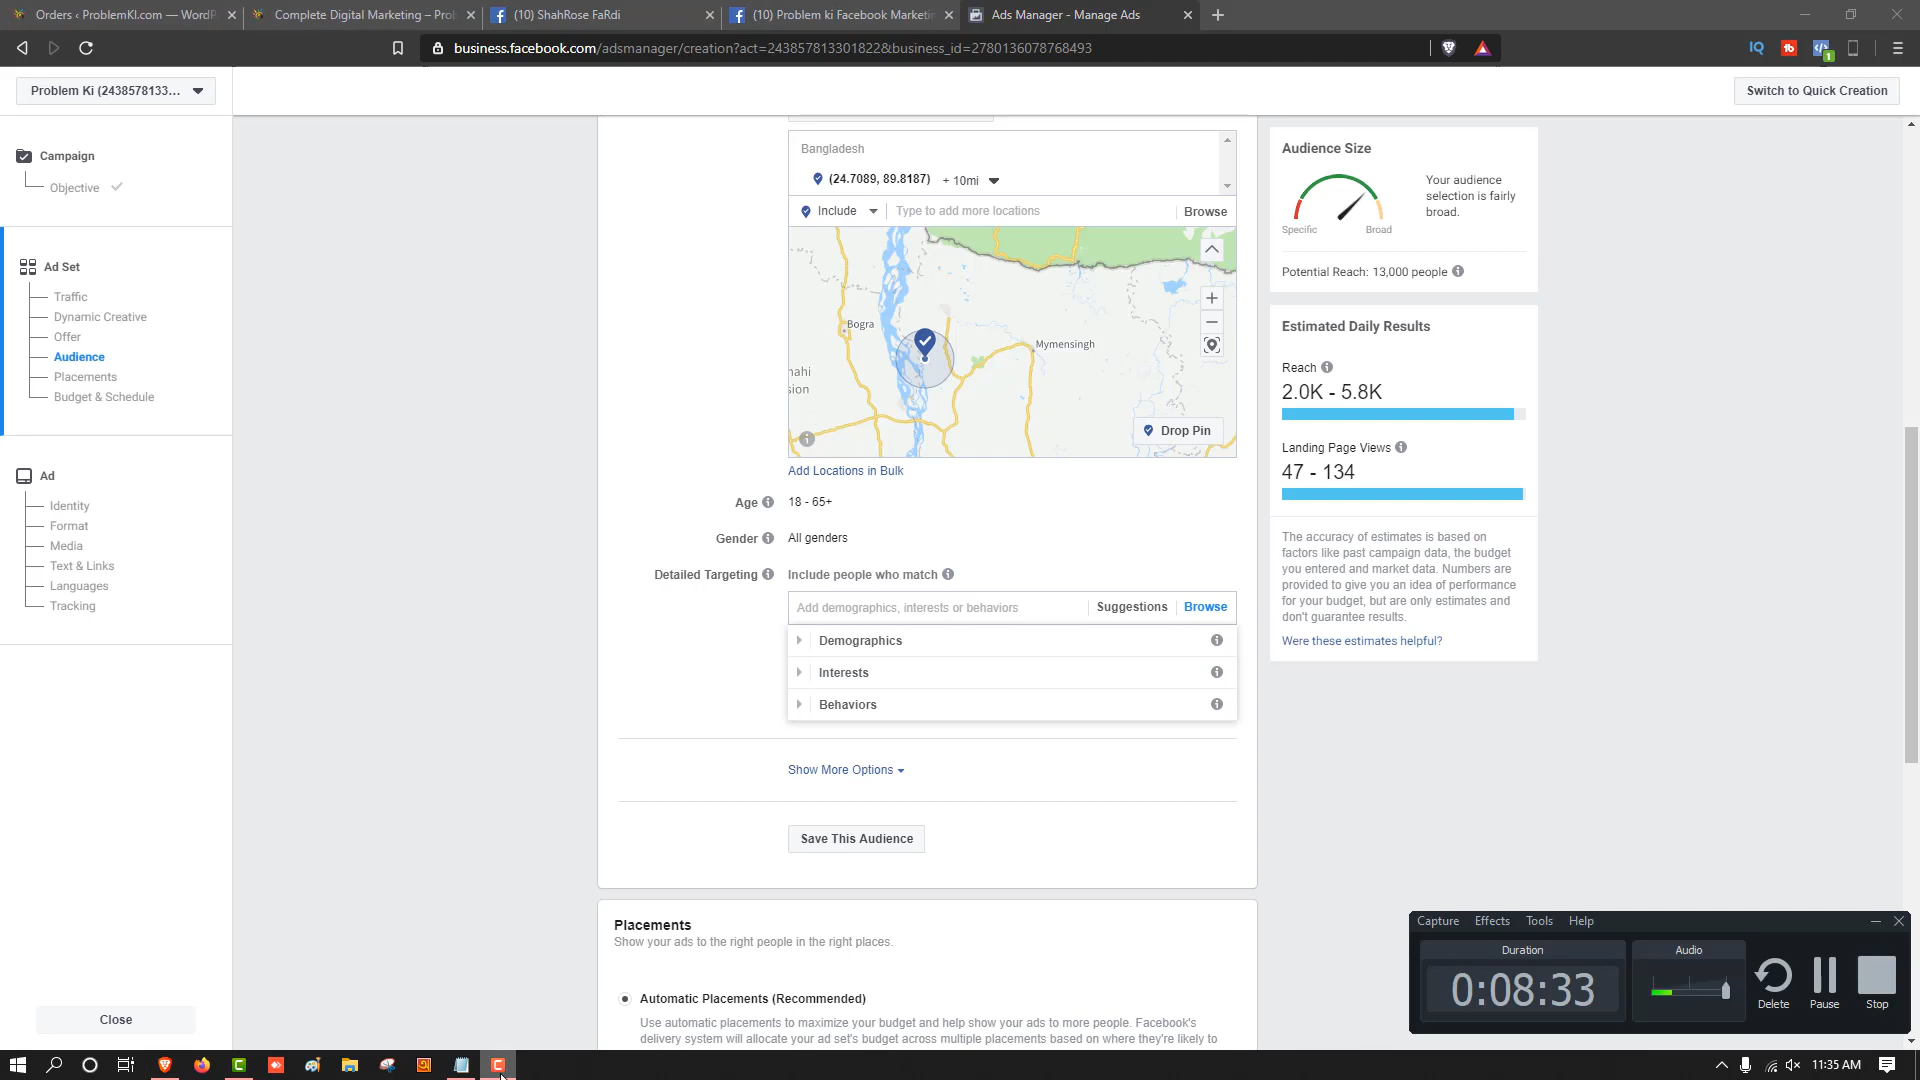 Orders ‹ ProblemKI.com — WordP
Complete Digital Marketing – Prob
(10) ShahRose FaRdi
(10) Problem ki Facebook Marketin
Ads Manager - Manage Ads
business.facebook.com/adsmanager/creation?act=243857813301822&business_id=2780136078768493
Problem Ki (2438578133...
Switch to Quick Creation
Campaign
Objective
Ad Set
Traffic
Dynamic Creative
Offer
Audience
Placements
Budget & Schedule
Ad
Identity
Format
Media
Text & Links
Languages
Tracking
Close
Bangladesh
(24.7089, 89.8187) + 10mi
Include
Type to add more locations
Browse
Bogra
Mymensingh
nahi
sion
Drop Pin
Add Locations in Bulk
Age
18 - 65+
Gender
All genders
Detailed Targeting
Include people who match
Add demographics, interests or behaviors
Suggestions
Browse
Demographics
Interests
Behaviors
Show More Options
Save This Audience
Placements
Show your ads to the right people in the right places.
Automatic Placements (Recommended)
Use automatic placements to maximize your budget and help show your ads to more people. Facebook's
delivery system will allocate your ad set's budget across multiple placements based on where they're likely to
Audience Size
Specific
Broad
Your audience
selection is fairly
broad.
Potential Reach: 13,000 people
Estimated Daily Results
Reach
2.0K - 5.8K
Landing Page Views
47 - 134
The accuracy of estimates is based on
factors like past campaign data, the budget
you entered and market data. Numbers are
provided to give you an idea of performance
for your budget, but are only estimates and
don't guarantee results.
Were these estimates helpful?
Capture
Effects
Tools
Help
Duration
0:08:33
Audio
Delete
Pause
Stop
11:35 AM